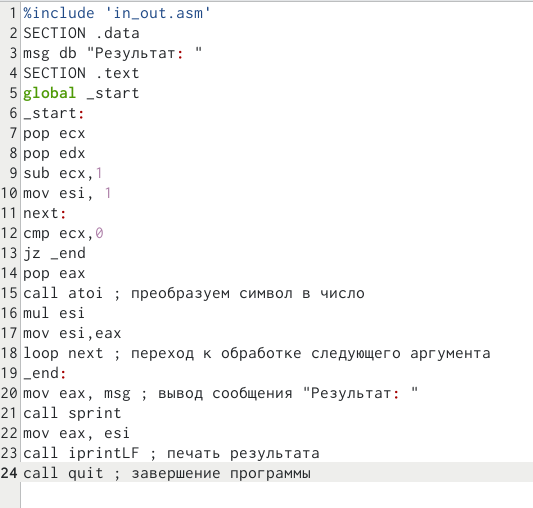 1 %include 'in_out.asm'
2 SECTION .data
3 msg db "Результат: "
4 SECTION .text
5 global _start
6 _start:
7 pop ecx
8 pop edx
9 sub ecx,1
10 mov esi, 1
11 next:
12 cmp ecx,0
13 jz _end
14 pop eax
15 call atoi ; преобразуем символ в число
16 mul esi
17 mov esi,eax
18 loop next ; переход к обработке следующего аргумента
19 _end:
20 mov eax, msg ; вывод сообщения "Результат: "
21 call sprint
22 mov eax, esi
23 call iprintLF ; печать результата
24 call quit ; завершение программы